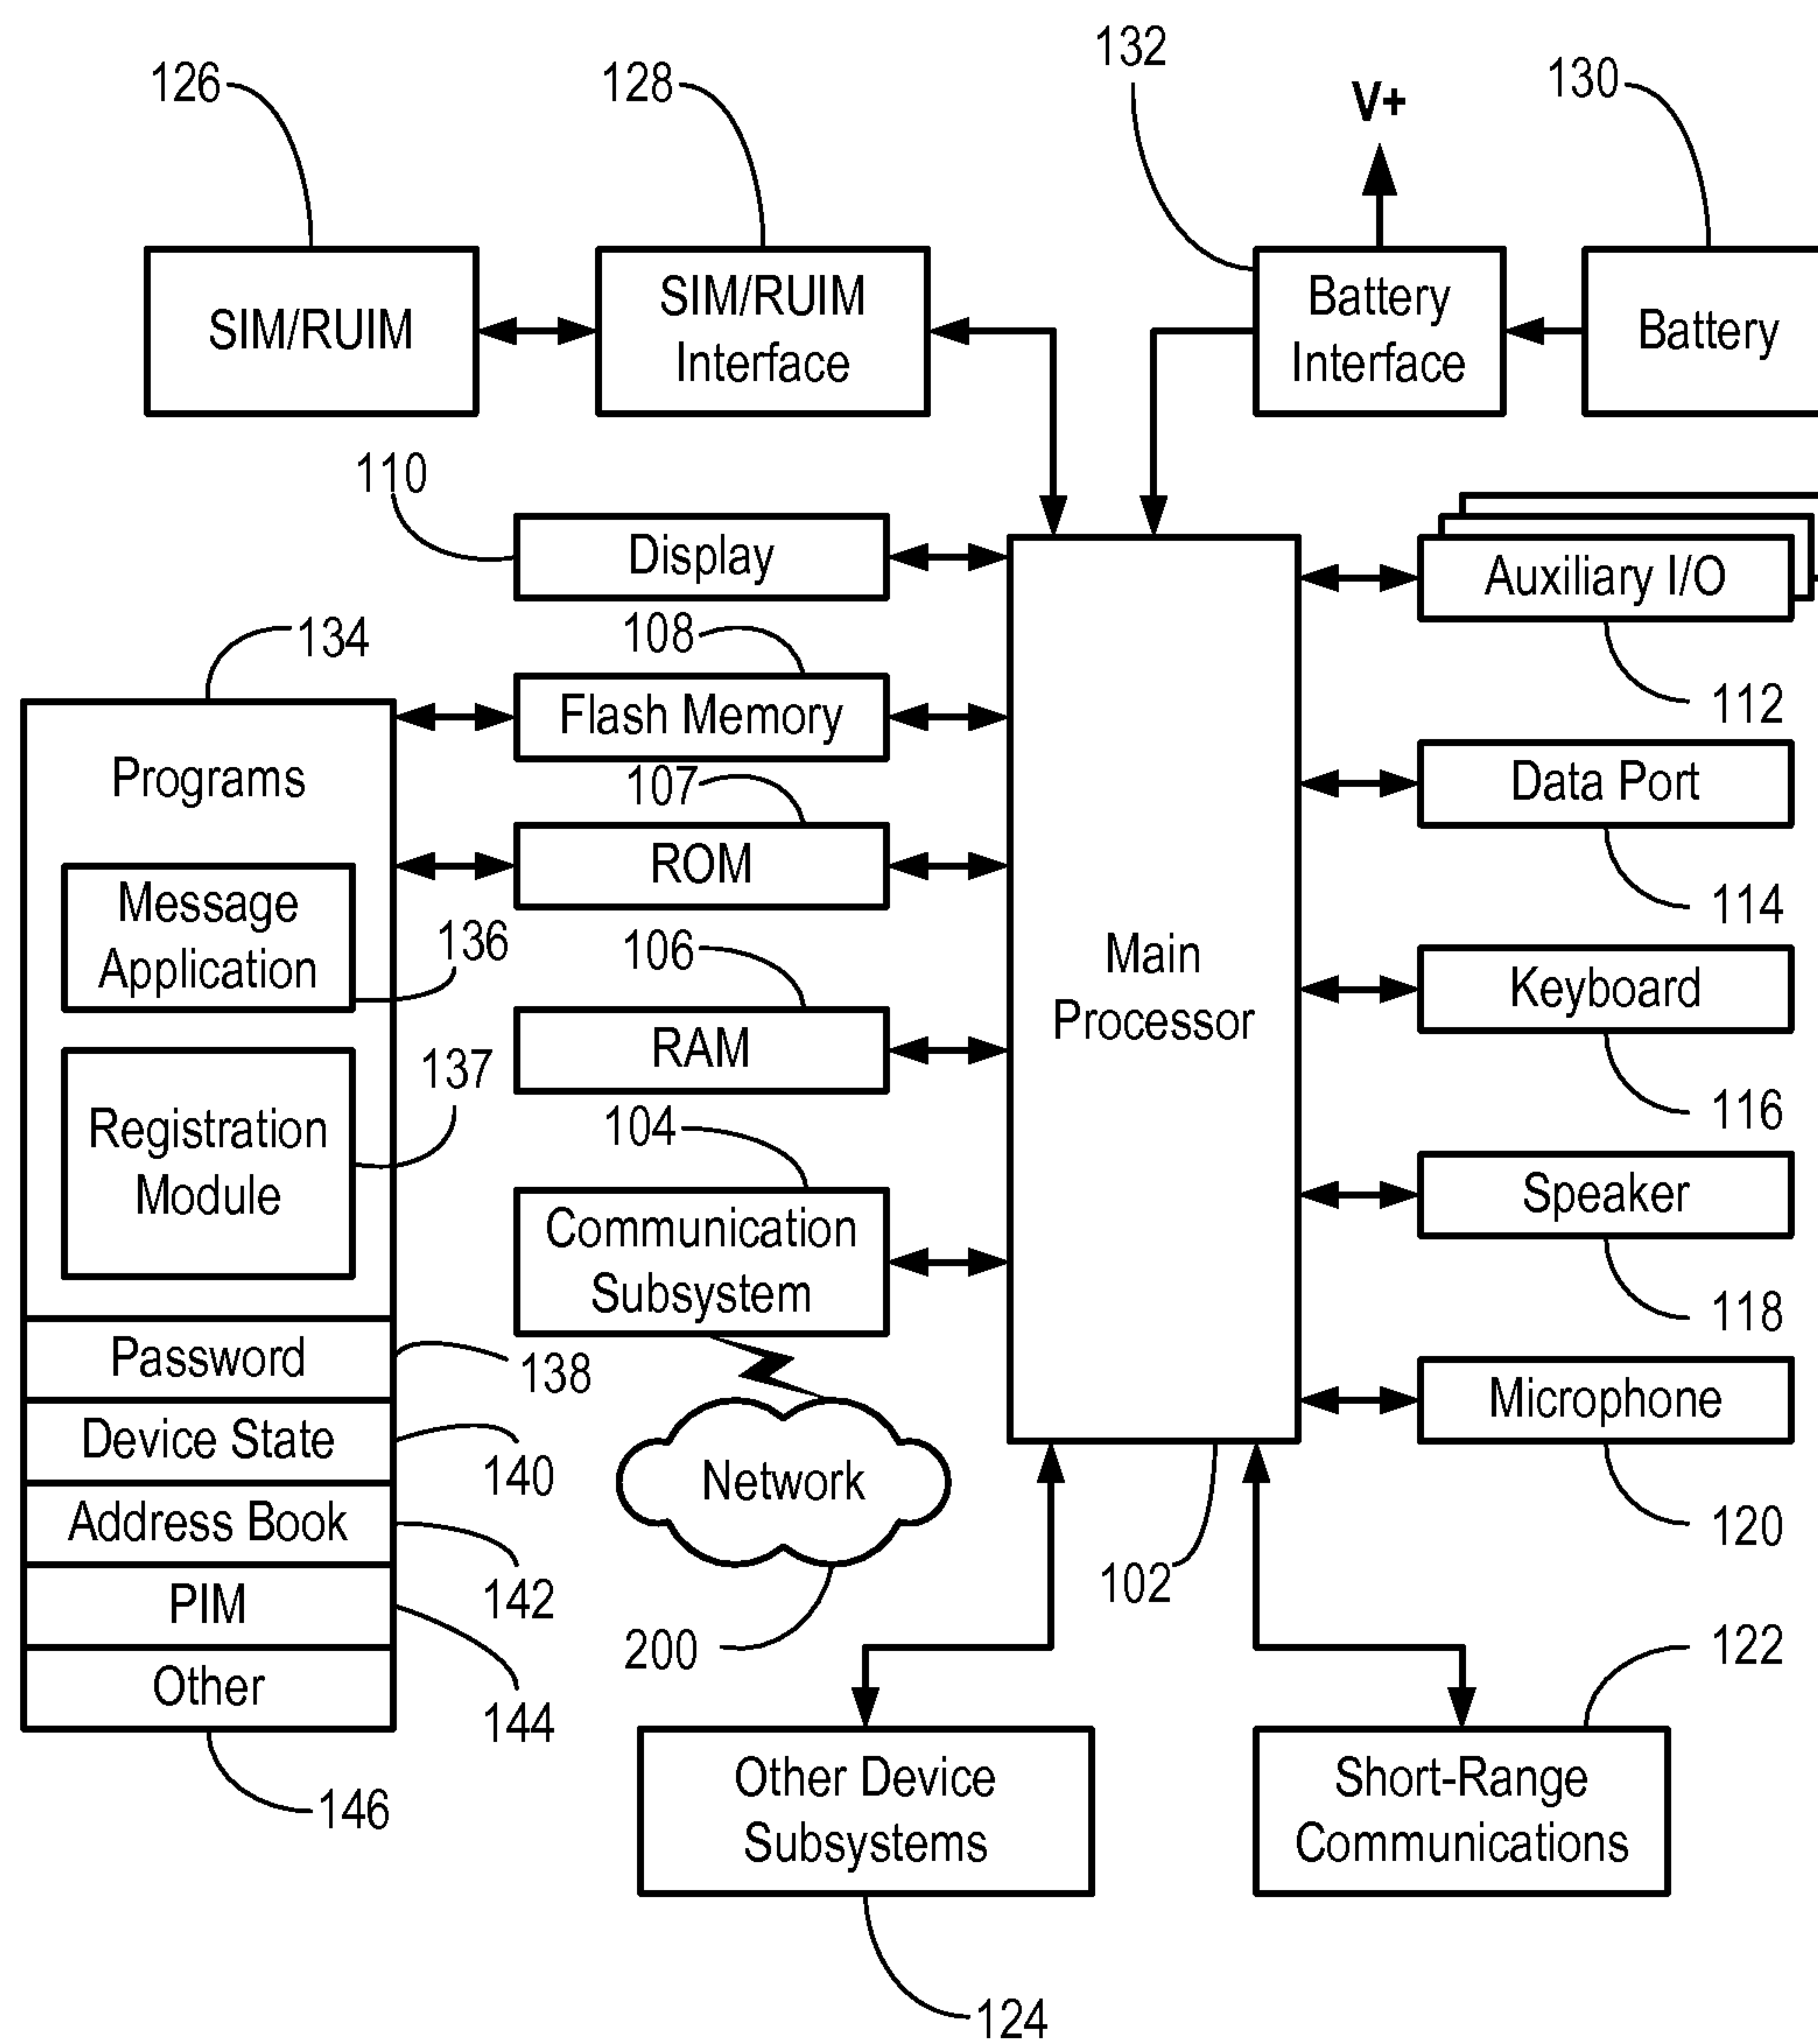 132
126
128
V+
130
SIM/RUIM
SIM/RUIM
Interface
Battery
Interface
Battery
110
Display
Auxiliary I/O
134
108
112
Programs
Flash Memory
Data Port
107
ROM
114
Message
Application
136
106
Main
Processor
Keyboard
RAM
137
116
Registration
Module
104
Communication
Subsystem
Speaker
118
Password
138
Microphone
Device State
140
Network
120
Address Book
142
102
PIM
144
200
122
Other
146
Other Device
Subsystems
Short-Range
Communications
124